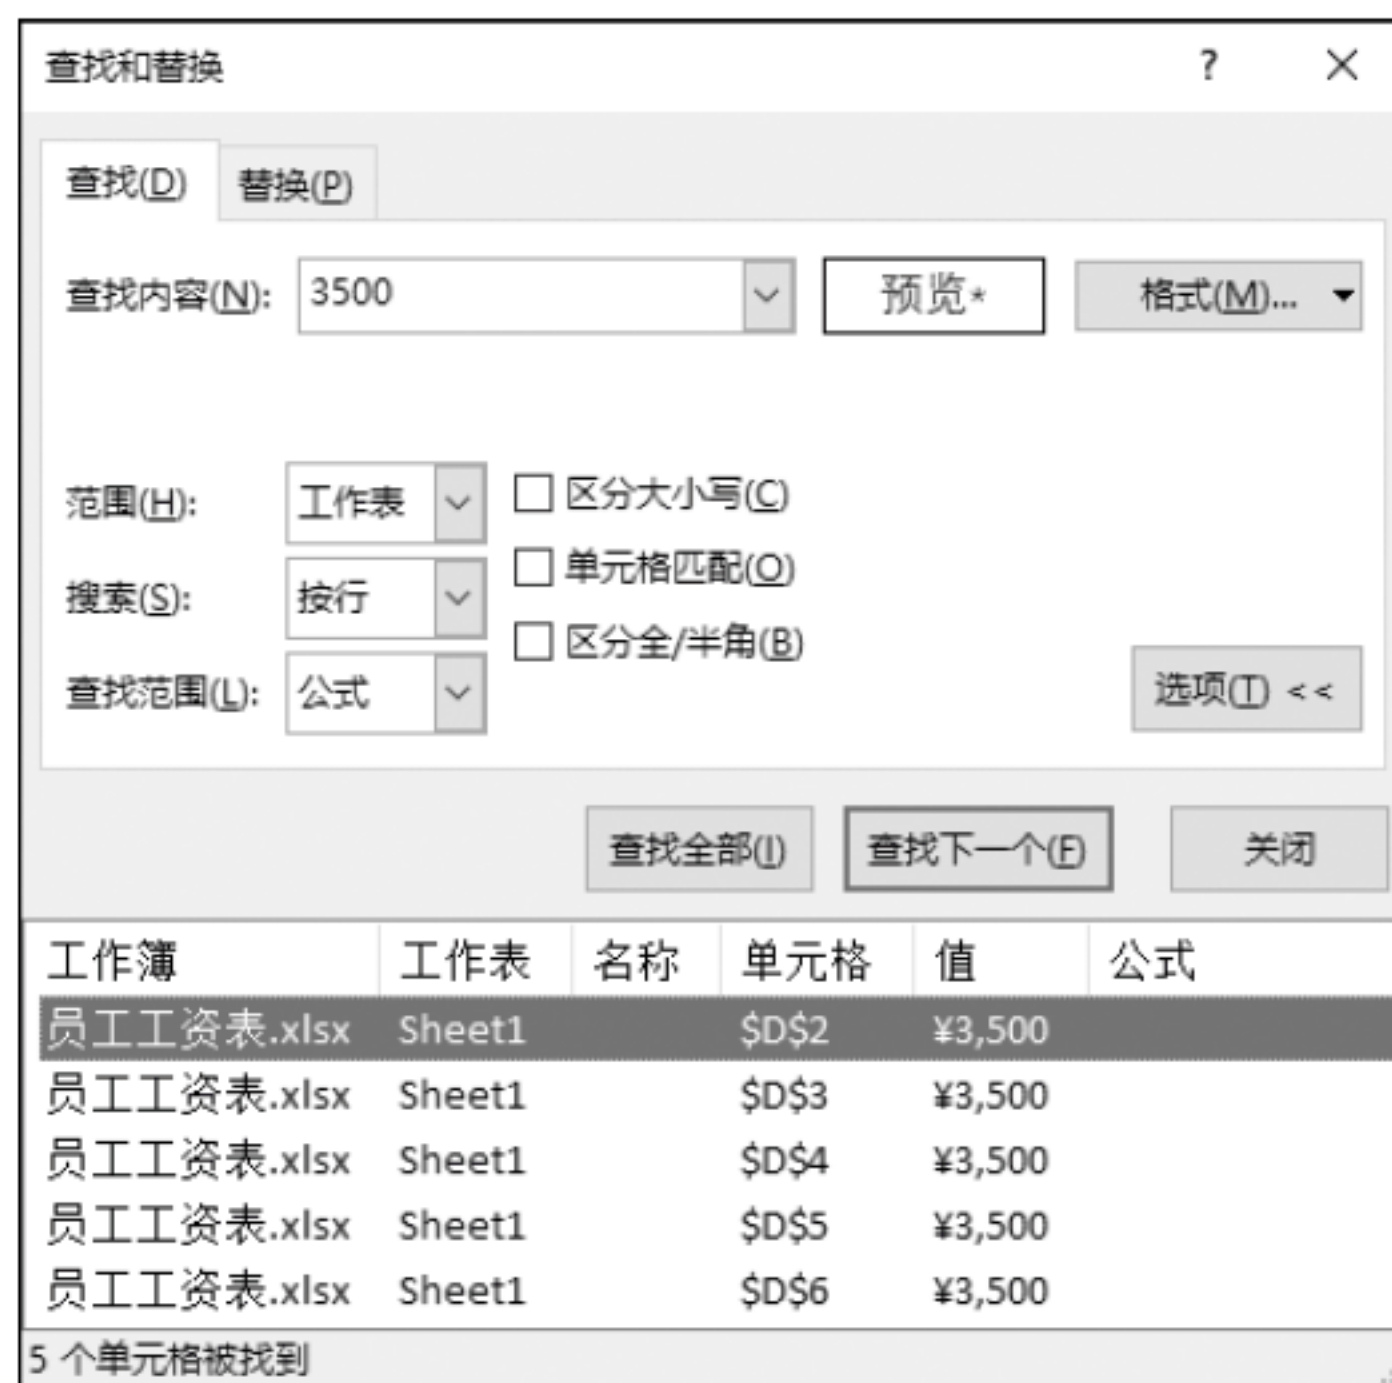 查找和替换 ? ×
查找(D) 替换(P)
查找内容(N): 3500 预览* 格式(M)...
范围(H): 工作表 区分大小写(C)
单元格匹配(O)
搜索(S): 按行
区分全/半角(B)
查找范围(L): 公式 选项(T) <<
查找全部(I) 查找下一个(F) 关闭
工作簿 工作表 名称 单元格 值 公式
员工工资表.xlsx Sheet1 $D$2 ¥3,500
员工工资表.xlsx Sheet1 $D$3 ¥3,500
员工工资表.xlsx Sheet1 $D$4 ¥3,500
员工工资表.xlsx Sheet1 $D$5 ¥3,500
员工工资表.xlsx Sheet1 $D$6 ¥3,500
5 个单元格被找到